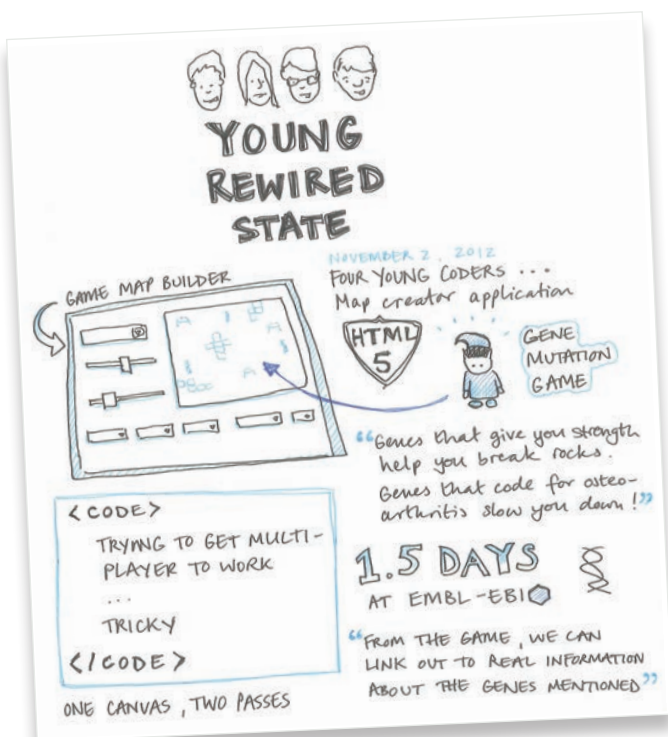 YOUNG
REWIRED
STATE
NOVEMBER 2, 2012
FOUR YOUNG CODERS ...
Map creator application
GAME MAP BUILDER
HTML
5
GENE
MUTATION
GAME
“Genes that give you strength
help you break rocks.
Genes that code for osteo-
arthritis slow you down!”
<CODE>
TRYING TO GET MULTI-
PLAYER TO WORK
...
TRICKY
</CODE>
ONE CANVAS, TWO PASSES
1.5 DAYS
AT EMBL-EBI
“FROM THE GAME, WE CAN
LINK OUT TO REAL INFORMATION
ABOUT THE GENES MENTIONED”